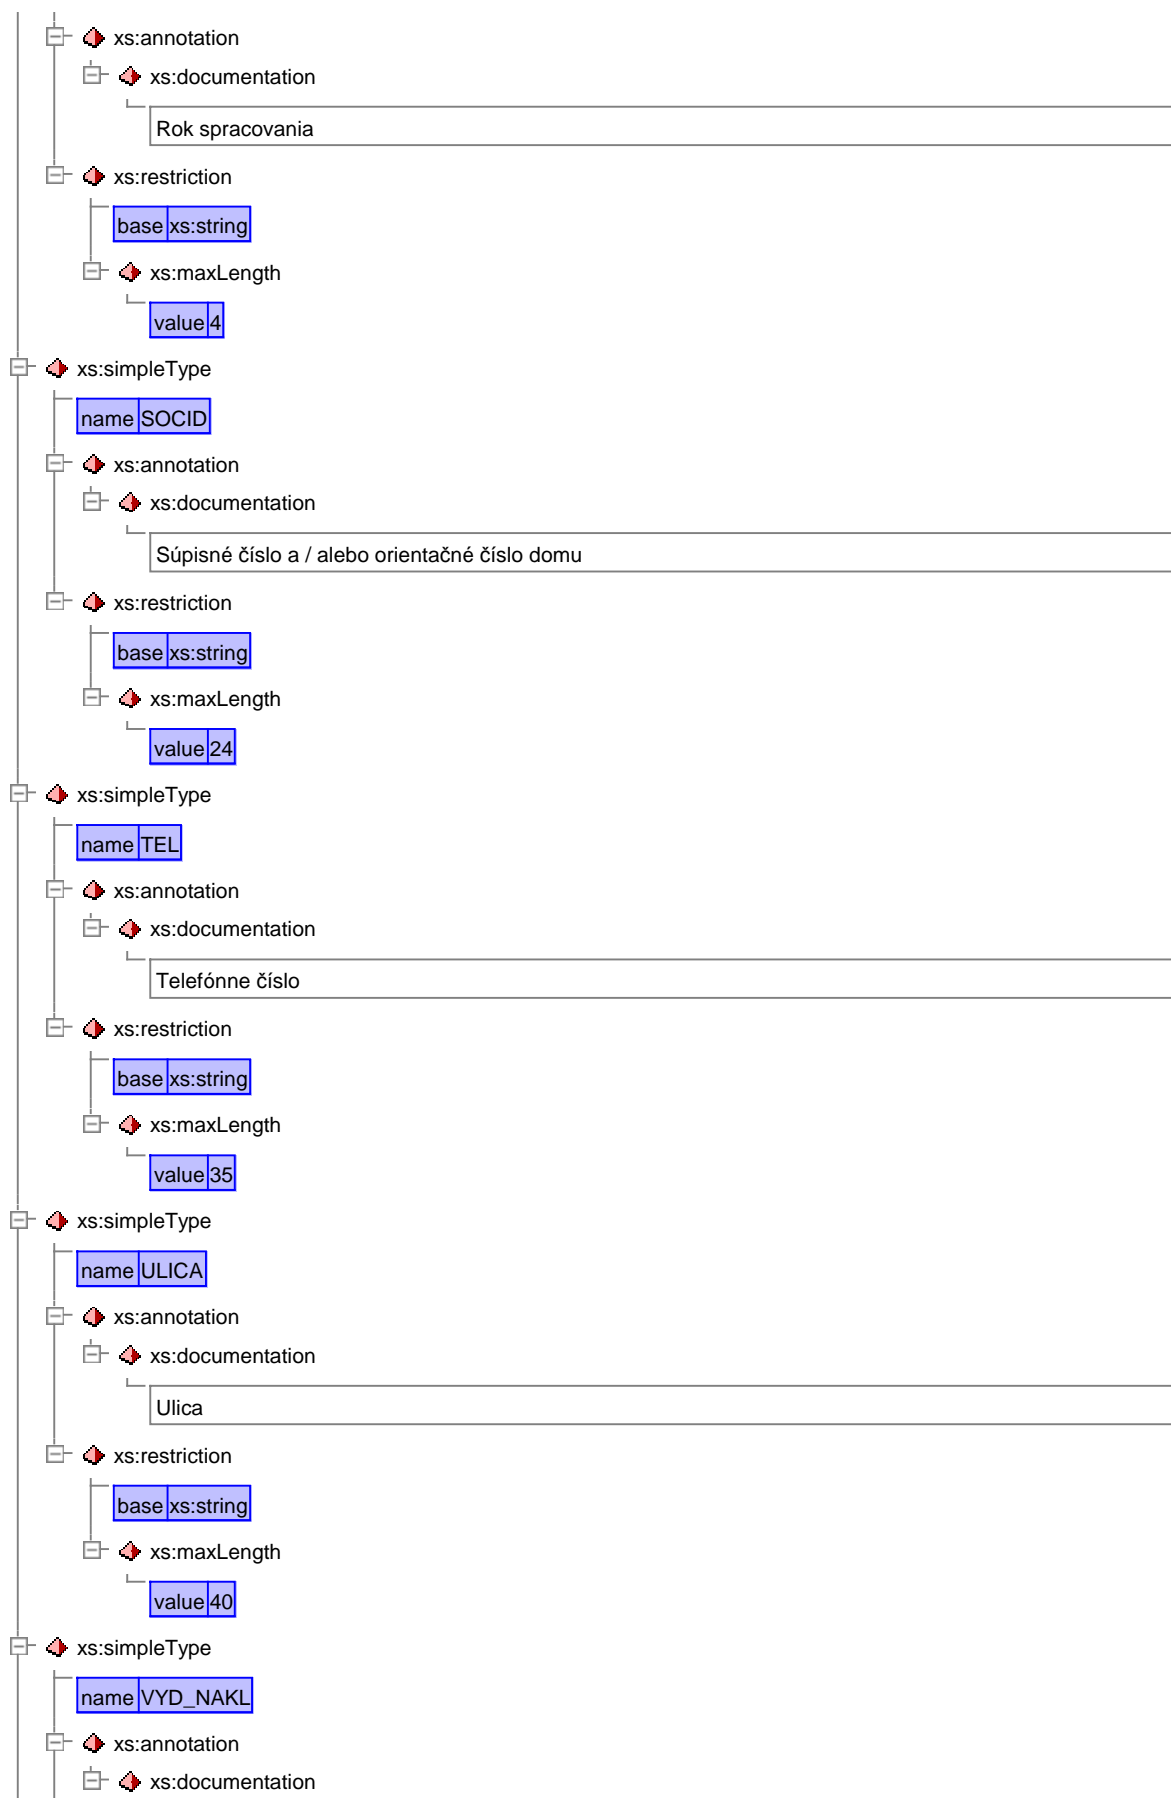 xs:annotation
xs:documentation
Rok spracovania
xs:restriction
base xs:string
xs:maxLength
value 4
xs:simpleType
name SOCID
xs:annotation
xs:documentation
Súpisné číslo a / alebo orientačné číslo domu
xs:restriction
base xs:string
xs:maxLength
value 24
xs:simpleType
name TEL
xs:annotation
xs:documentation
Telefónne číslo
xs:restriction
base xs:string
xs:maxLength
value 35
xs:simpleType
name ULICA
xs:annotation
xs:documentation
Ulica
xs:restriction
base xs:string
xs:maxLength
value 40
xs:simpleType
name VYD_NAKL
xs:annotation
xs:documentation